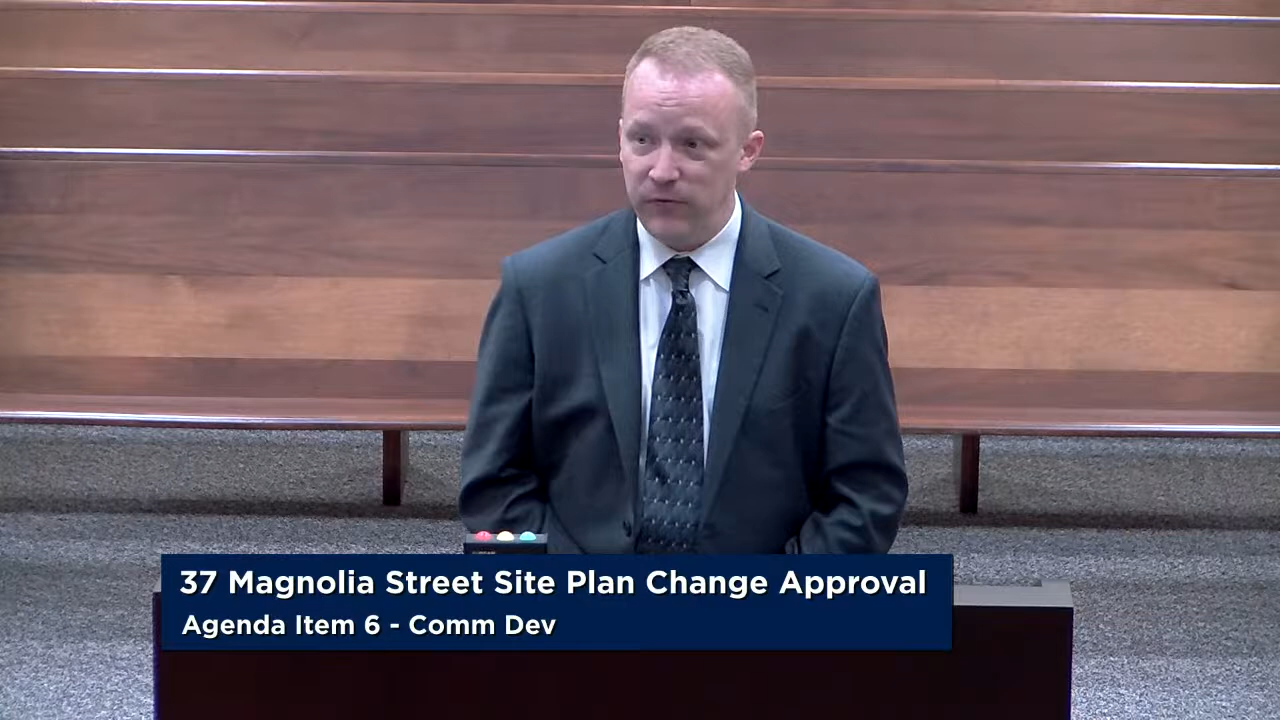 37 Magnolia Street Site Plan Change Approval
Agenda Item 6 - Comm Dev